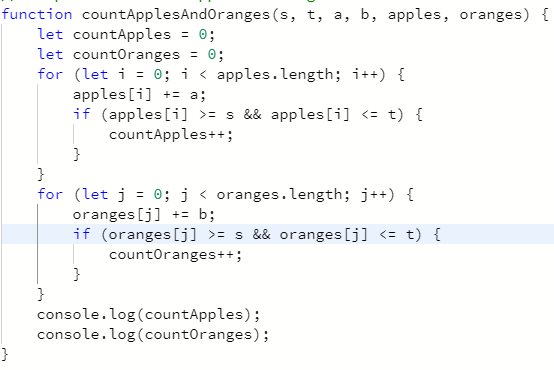 function countApplesAndOranges(s, t, a, b, apples, oranges) {
    let countApples = 0;
    let countOranges = 0;
    for (let i = 0; i < apples.length; i++) {
        apples[i] += a;
        if (apples[i] >= s && apples[i] <= t) {
            countApples++;
        }
    }
    for (let j = 0; j < oranges.length; j++) {
        oranges[j] += b;
        if (oranges[j] >= s && oranges[j] <= t) {
            countOranges++;
        }
    }
    console.log(countApples);
    console.log(countOranges);
}